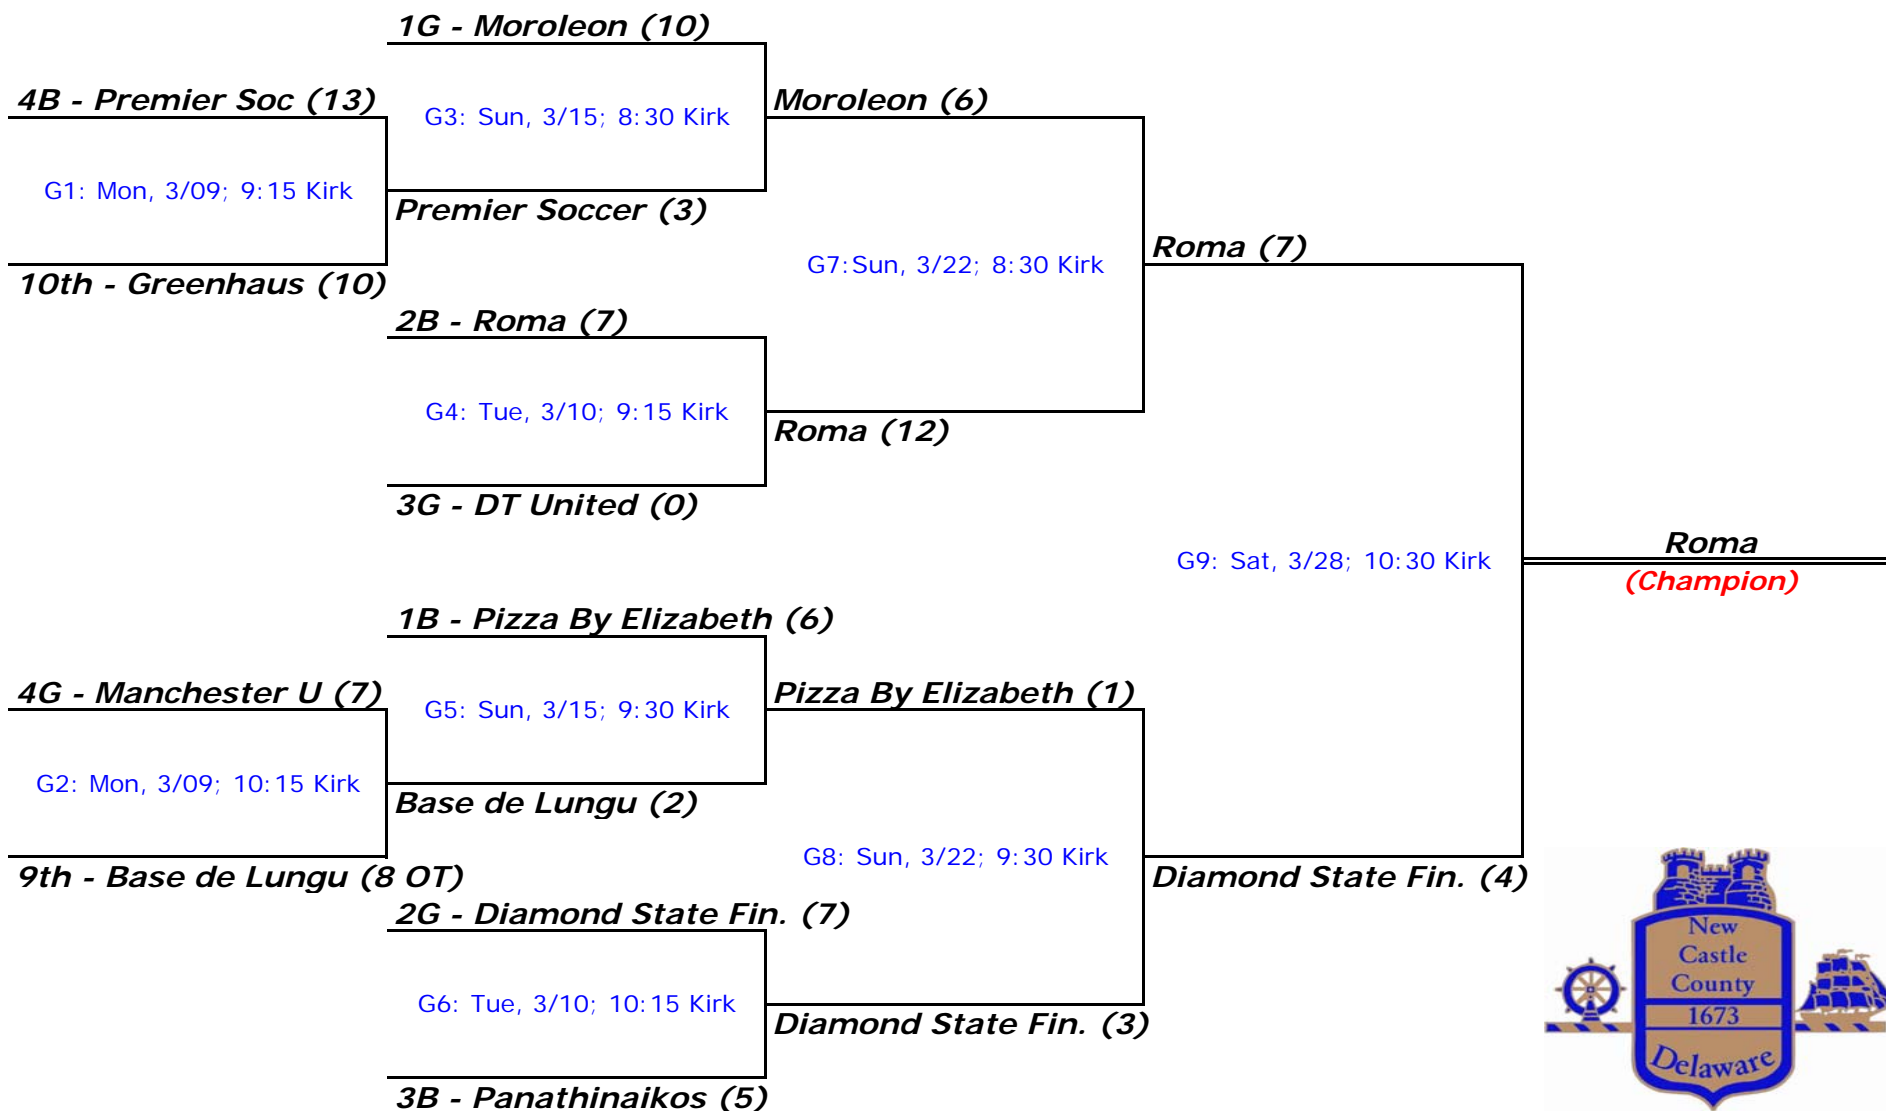 1G - Moroleon (10)
4B - Premier Soc (13)
G3: Sun, 3/15; 8:30 Kirk
Moroleon (6)
G1: Mon, 3/09; 9:15 Kirk
Premier Soccer (3)
10th - Greenhaus (10)
G7:Sun, 3/22; 8:30 Kirk
Roma (7)
2B - Roma (7)
G4: Tue, 3/10; 9:15 Kirk
Roma (12)
3G - DT United (0)
G9: Sat, 3/28; 10:30 Kirk
Roma
(Champion)
1B - Pizza By Elizabeth (6)
4G - Manchester U (7)
G5: Sun, 3/15; 9:30 Kirk
Pizza By Elizabeth (1)
G2: Mon, 3/09; 10:15 Kirk
Base de Lungu (2)
9th - Base de Lungu (8 OT)
G8: Sun, 3/22; 9:30 Kirk
Diamond State Fin. (4)
2G - Diamond State Fin. (7)
G6: Tue, 3/10; 10:15 Kirk
Diamond State Fin. (3)
3B - Panathinaikos (5)
New
Castle
County
1673
Delaware